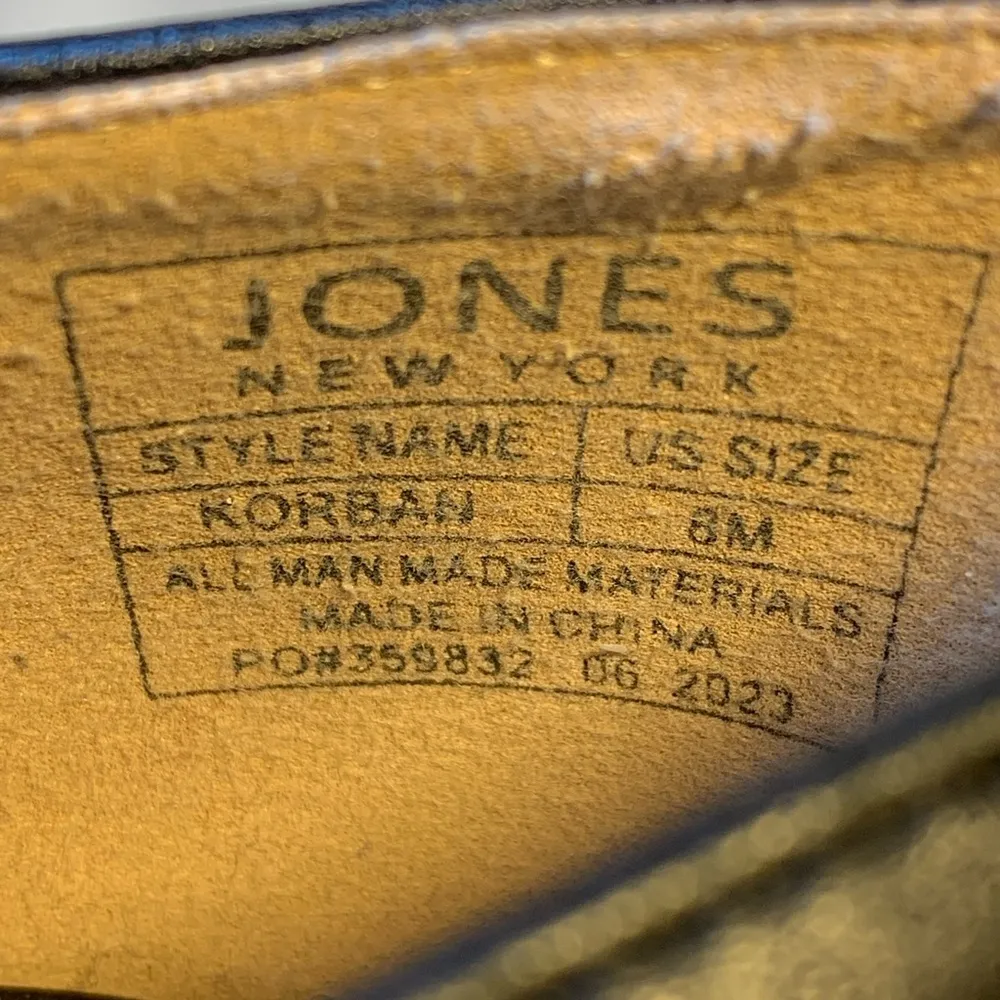 JONES
NEW YORK
STYLE NAME US SIZE
KORBAN 8M
ALL MAN MADE MATERIALS
MADE IN CHINA
PO#359832 06 2023